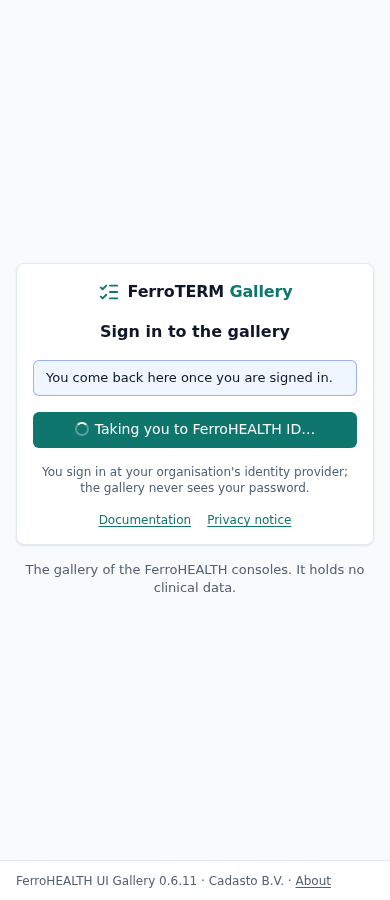 FerroTERM Gallery
Sign in to the gallery
You come back here once you are signed in.
Taking you to FerroHEALTH ID...
You sign in at your organisation's identity provider;
the gallery never sees your password.
Documentation Privacy notice
The gallery of the FerroHEALTH consoles. It holds no
clinical data.
FerroHEALTH UI Gallery 0.6.11 · Cadasto B.V. · About